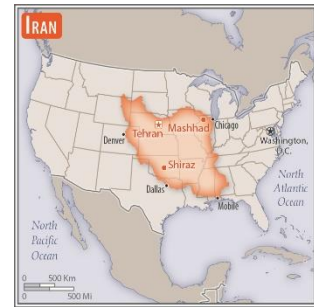 IRAN
Tehran
Mashhad
Chicago
Denver
Washington,
D.C.
Shiraz
Dallas
Mobile
North
Atlantic
Ocean
North
Pacific
Ocean
0 500 Km
0 500 Mi